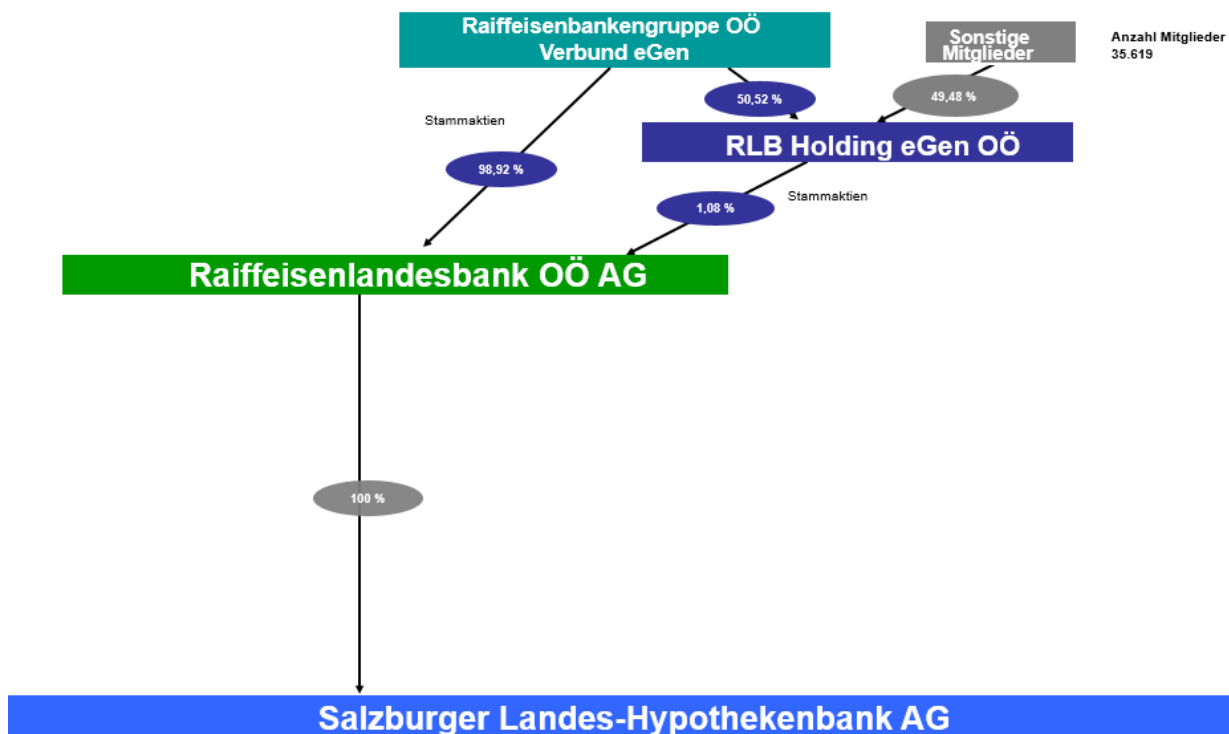 Raiffeisenbankengruppe OÖ
Verbund eGen
Sonstige
Mitglieder
Anzahl Mitglieder
35.619
50,52 %
49,48 %
Stammaktien
RLB Holding eGen OÖ
98,92 %
Stammaktien
1,08 %
Raiffeisenlandesbank OÖ AG
100 %
Salzburger Landes-Hypothekenbank AG